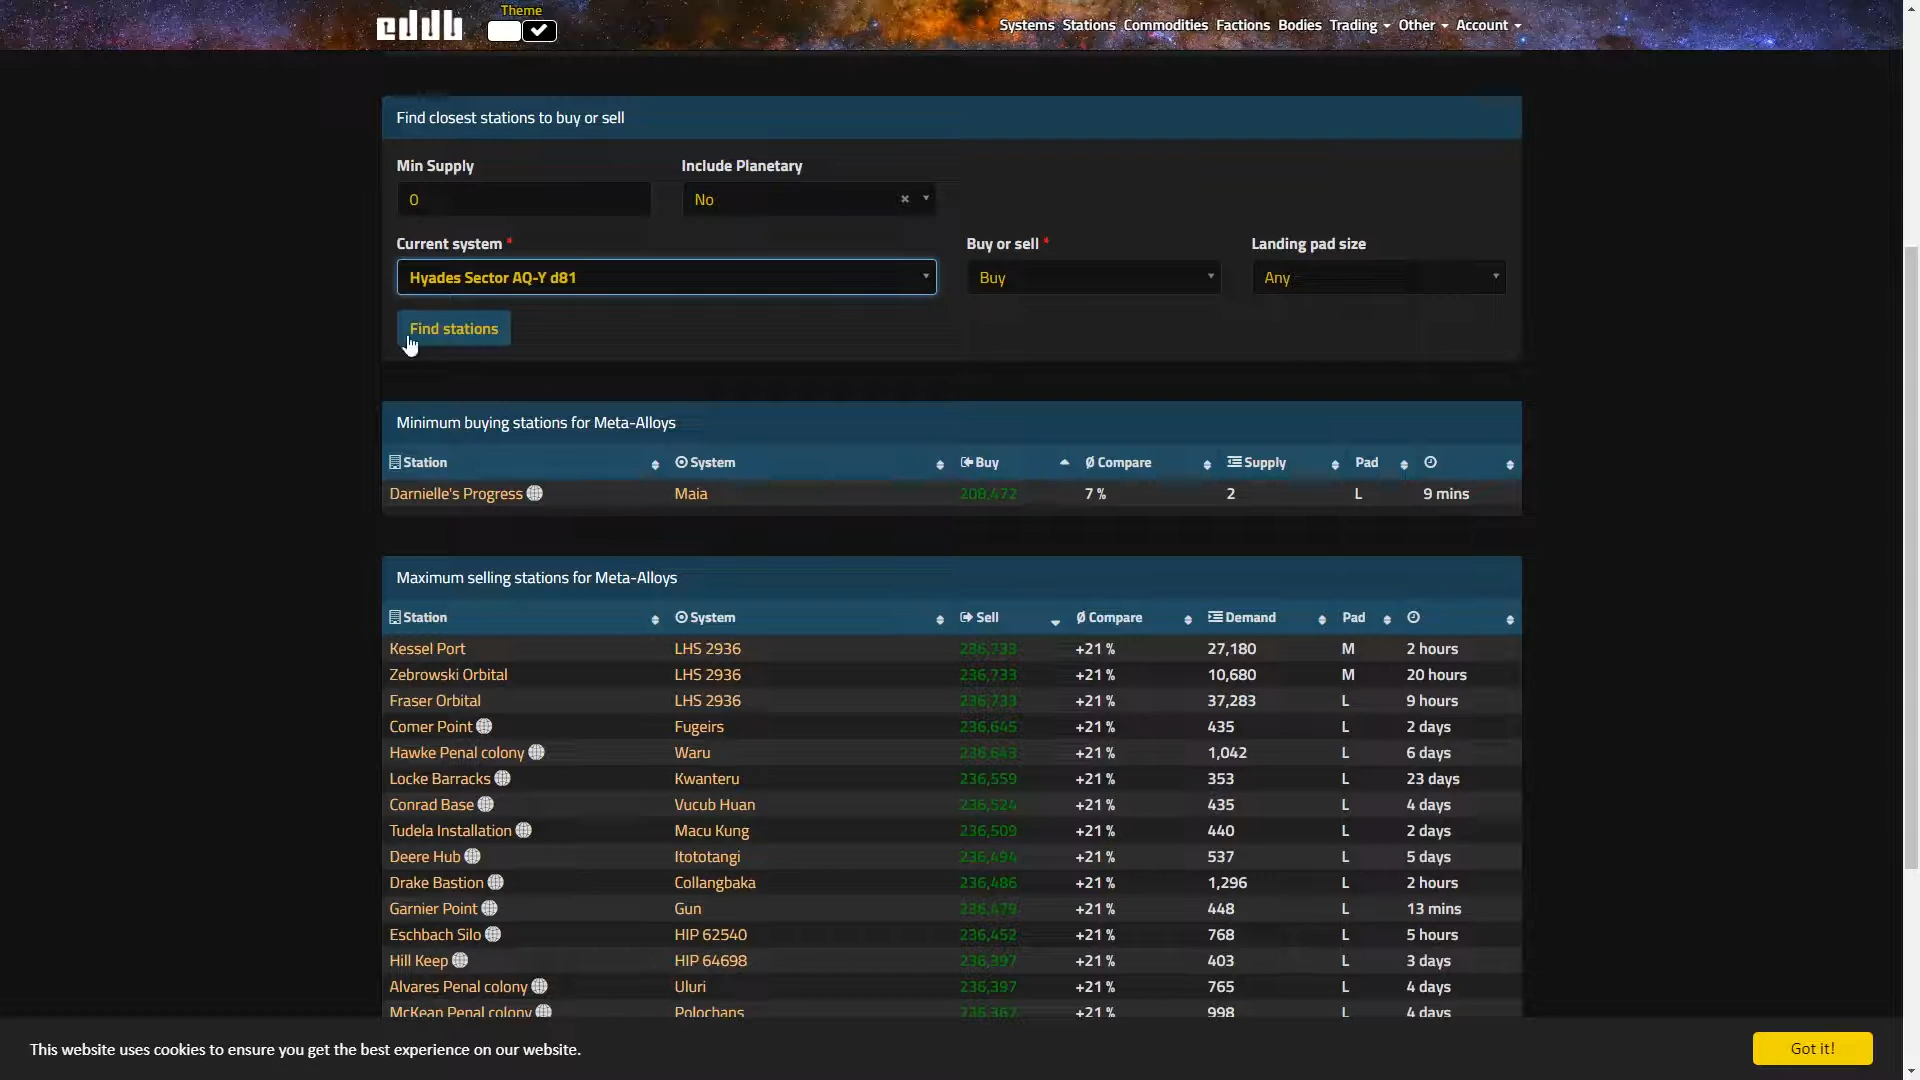 eddb
Theme
Systems Stations Commodities Factions Bodies Trading Other Account
Find closest stations to buy or sell
Min Supply Include Planetary
0 No
Current system * Buy or sell * Landing pad size
Hyades Sector AQ-Y d81 Buy Any
Find stations
Minimum buying stations for Meta-Alloys
Station System Buy Ø Compare Supply Pad
Darnielle's Progress Maia 208,472 7 % 2 L 9 mins
Maximum selling stations for Meta-Alloys
Station System Sell Ø Compare Demand Pad
Kessel Port LHS 2936 236,733 +21 % 27,180 M 2 hours
Zebrowski Orbital LHS 2936 236,733 +21 % 10,680 M 20 hours
Fraser Orbital LHS 2936 236,733 +21 % 37,283 L 9 hours
Comer Point Fugeirs 236,645 +21 % 435 L 2 days
Hawke Penal colony Waru 236,643 +21 % 1,042 L 6 days
Locke Barracks Kwanteru 236,559 +21 % 353 L 23 days
Conrad Base Vucub Huan 236,524 +21 % 435 L 4 days
Tudela Installation Macu Kung 236,509 +21 % 440 L 2 days
Deere Hub Itototangi 236,494 +21 % 537 L 5 days
Drake Bastion Collangbaka 236,486 +21 % 1,296 L 2 hours
Garnier Point Gun 236,479 +21 % 448 L 13 mins
Eschbach Silo HIP 62540 236,452 +21 % 768 L 5 hours
Hill Keep HIP 64698 236,397 +21 % 403 L 3 days
Alvares Penal colony Uluri 236,397 +21 % 765 L 4 days
McKean Penal colony Polochans 236,367 +21 % 998 L 4 days
This website uses cookies to ensure you get the best experience on our website.
Got it!